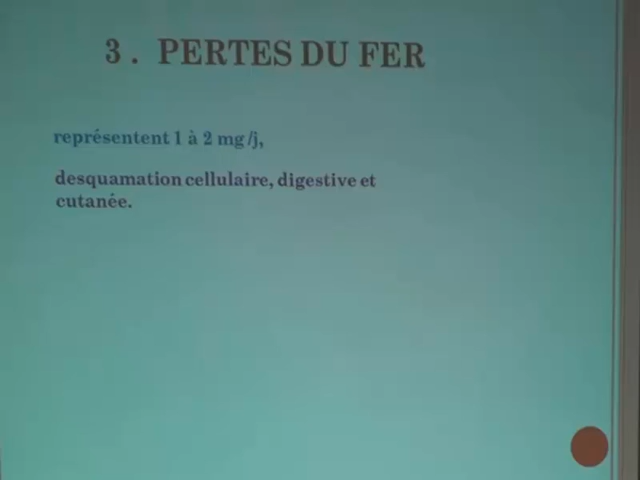 3 . PERTES DU FER
représentent 1 à 2 mg /j,
desquamation cellulaire, digestive et
cutanée.